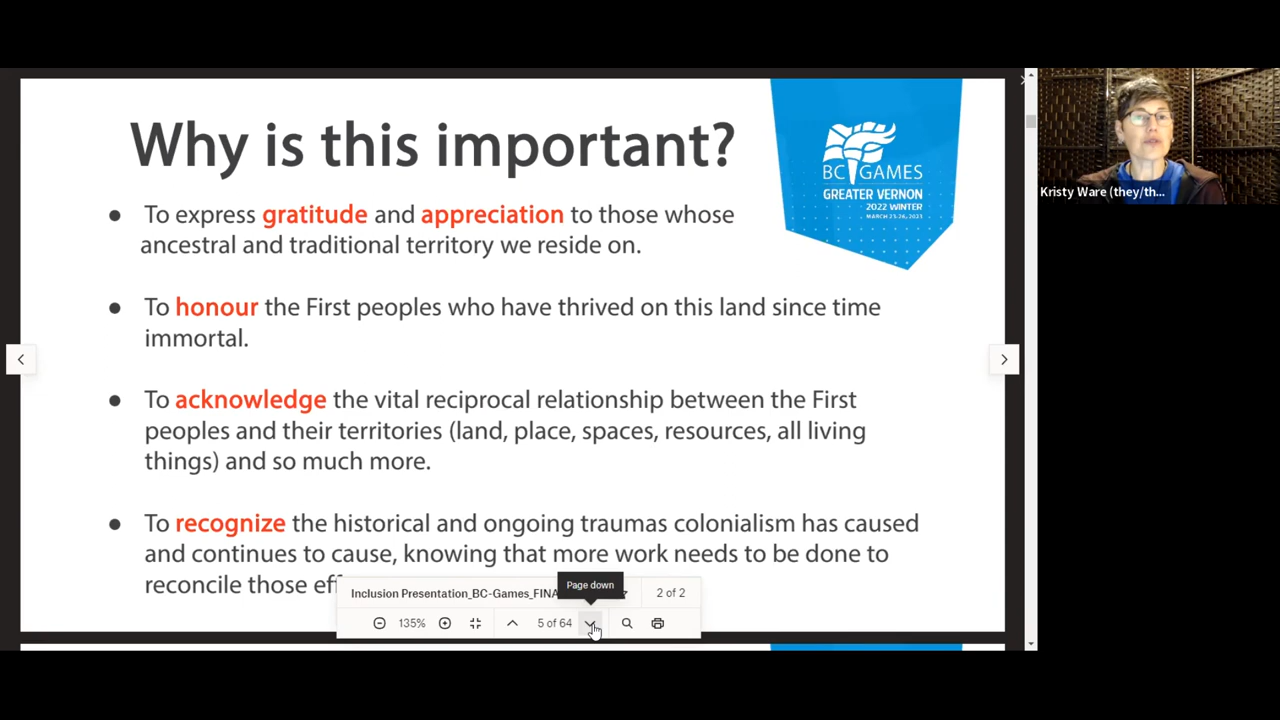 Why is this important?
● To express gratitude and appreciation to those whose
ancestral and traditional territory we reside on.
● To honour the First peoples who have thrived on this land since time
immortal.
● To acknowledge the vital reciprocal relationship between the First
peoples and their territories (land, place, spaces, resources, all living
things) and so much more.
● To recognize the historical and ongoing traumas colonialism has caused
and continues to cause, knowing that more work needs to be done to
reconcile those
BC GAMES
GREATER VERNON
2022 WINTER
MARCH 23-26, 2023
Kristy Ware (they/th...
Page down
Inclusion Presentation_BC-Games_FINA
2 of 2
135%
5 of 64